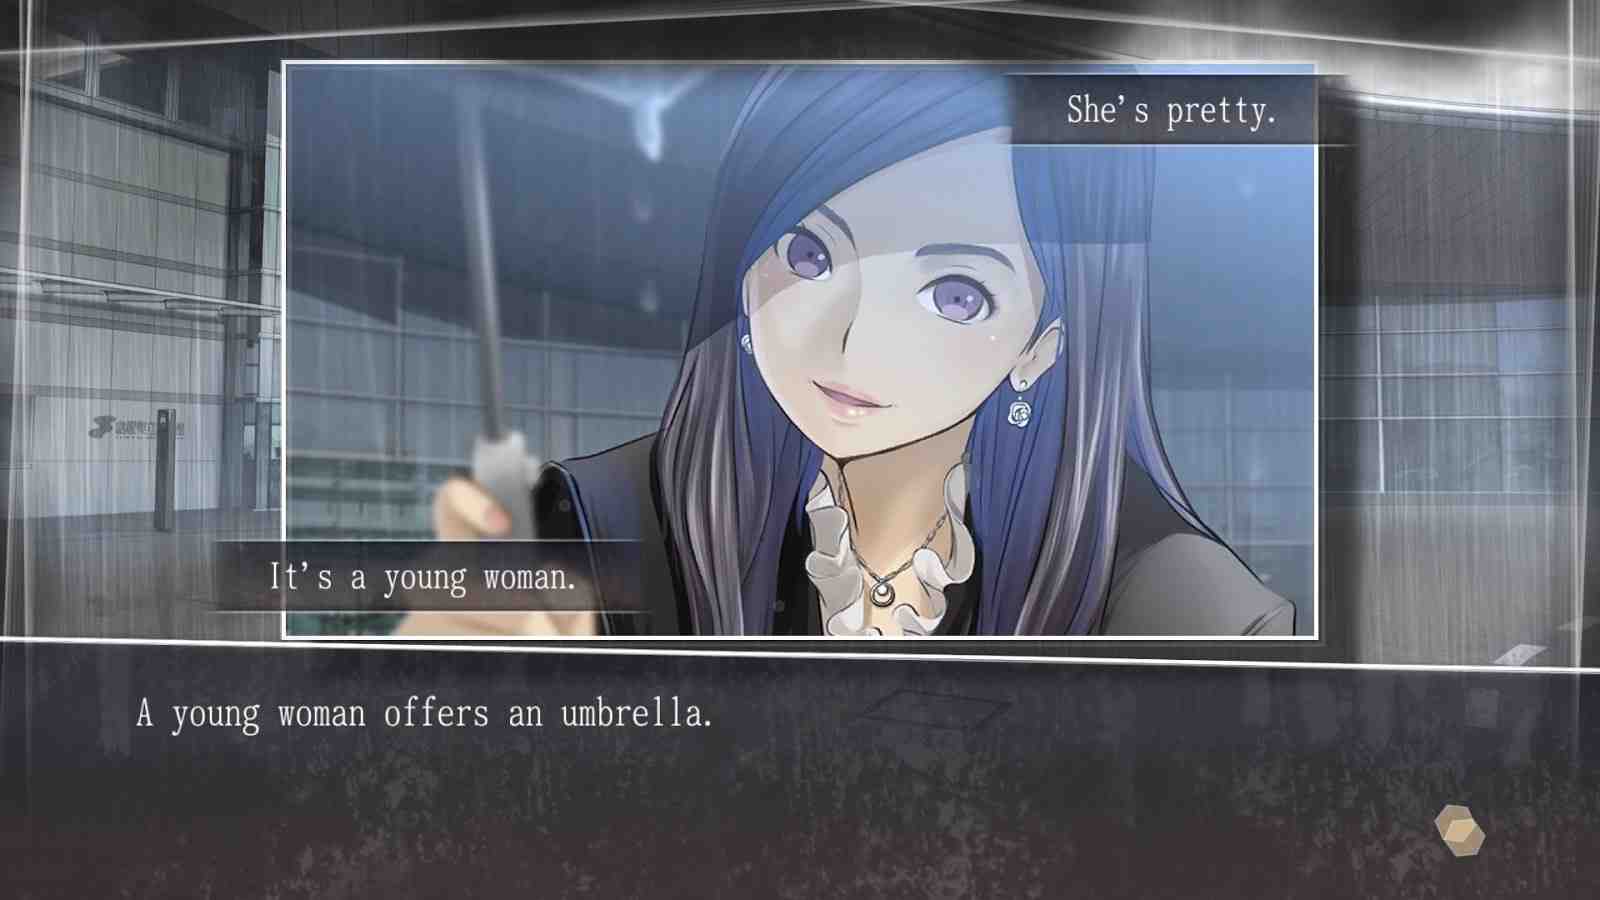 She's pretty.
It's a young woman.
A young woman offers an umbrella.